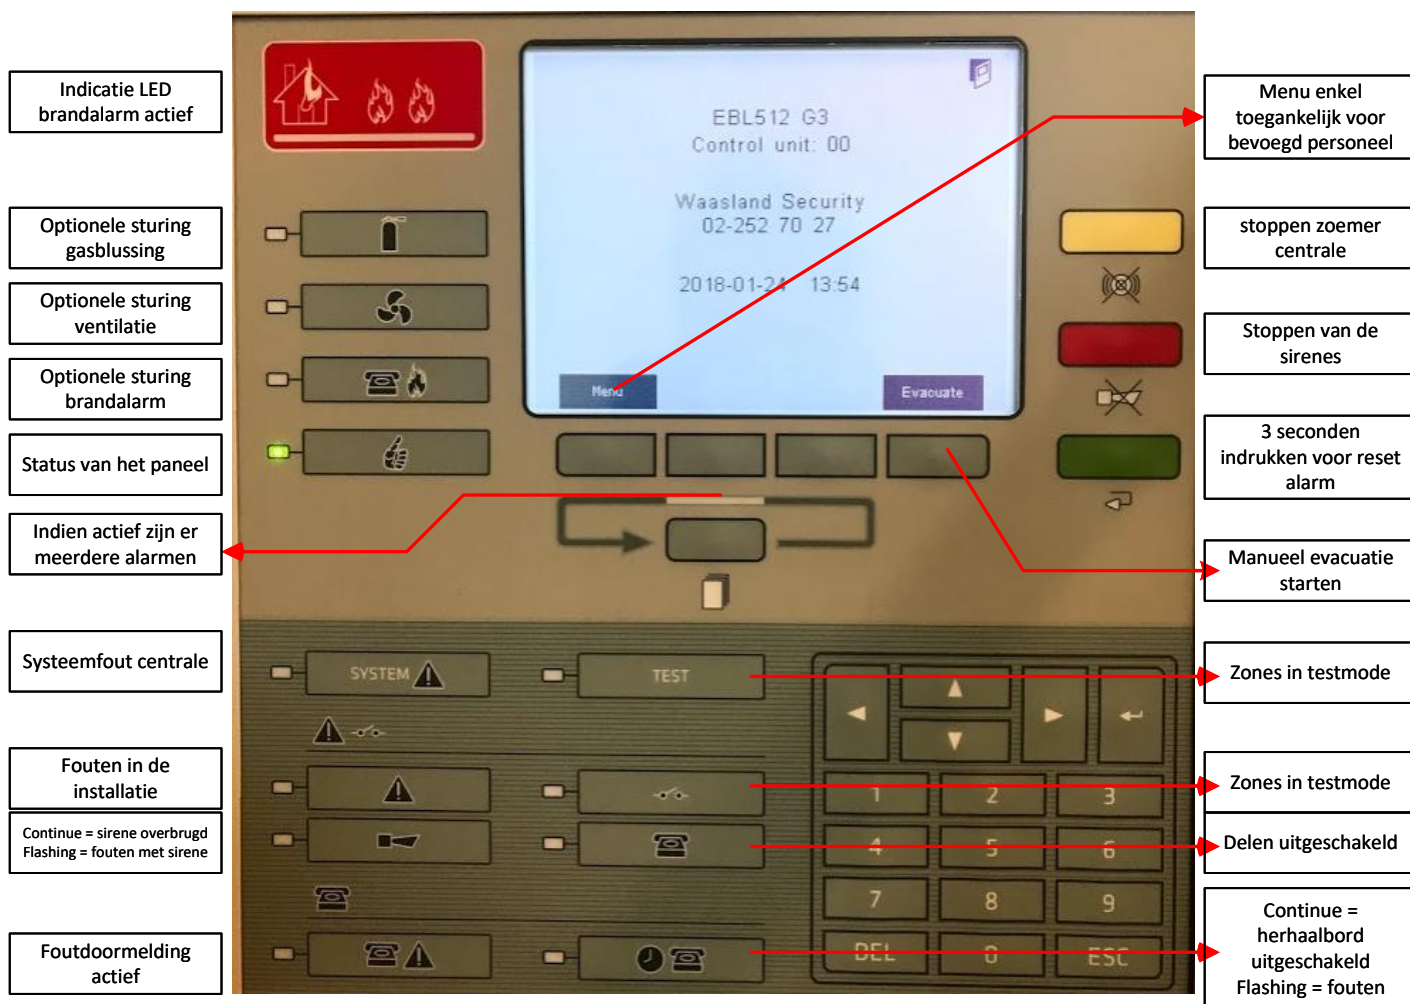 Indicatie LED
brandalarm actief
Optionele sturing
gasblussing
Optionele sturing
ventilatie
Optionele sturing
brandalarm
Status van het paneel
Indien actief zijn er
meerdere alarmen
Systeemfout centrale
Fouten in de
installatie
Continue = sirene overbrugd
Flashing = fouten met sirene
Foutdoormelding
actief
EBL512 G3
Control unit: 00
Waasland Security
02-252 70 27
2018-01-24 13:54
Menu
Evacuate
SYSTEM
TEST
1 2 3
4 5 6
7 8 9
DEL 0 ESC
Menu enkel
toegankelijk voor
bevoegd personeel
stoppen zoemer
centrale
Stoppen van de
sirenes
3 seconden
indrukken voor reset
alarm
Manueel evacuatie
starten
Zones in testmode
Zones in testmode
Delen uitgeschakeld
Continue =
herhaalbord
uitgeschakeld
Flashing = fouten